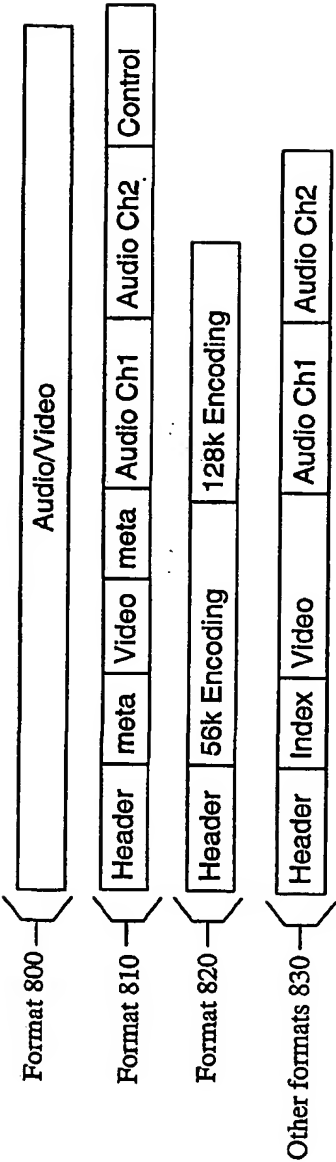 Format 800
Audio/Video
Format 810
Header meta Video meta Audio Ch1 Audio Ch2 Control
Format 820
Header 56k Encoding 128k Encoding
Other formats 830
Header Index Video Audio Ch1 Audio Ch2